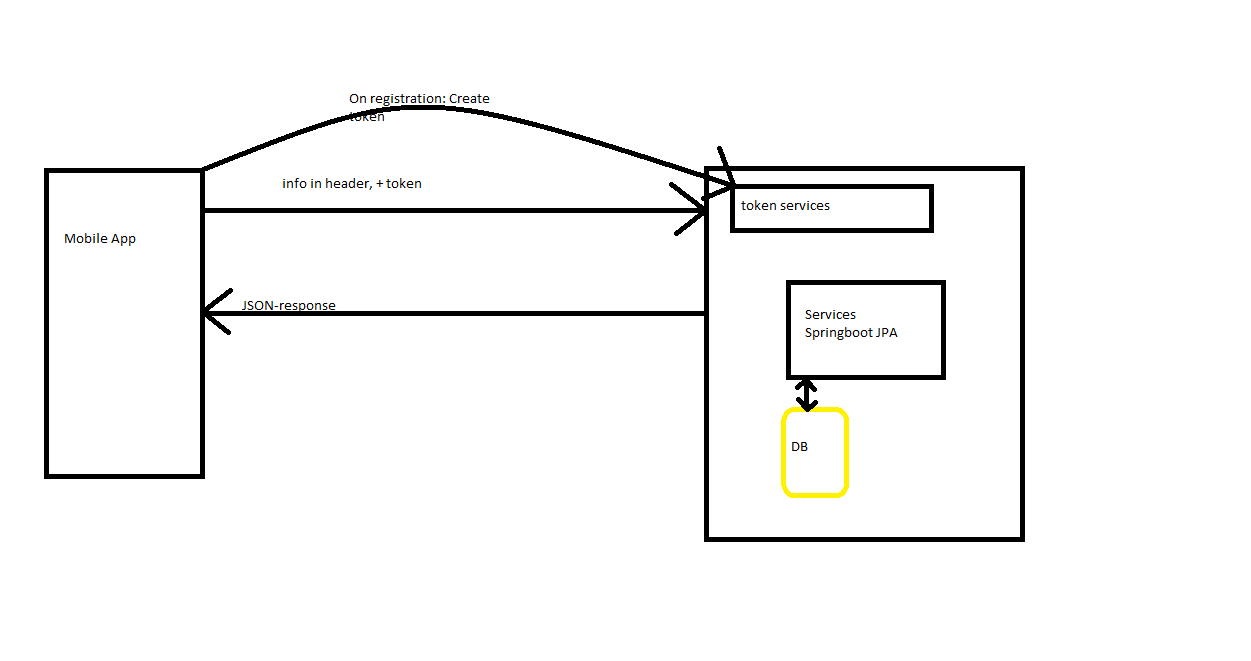 On registration: Create
token
info in header, + token
token services
Mobile App
JSON-response
Services
Springboot JPA
DB